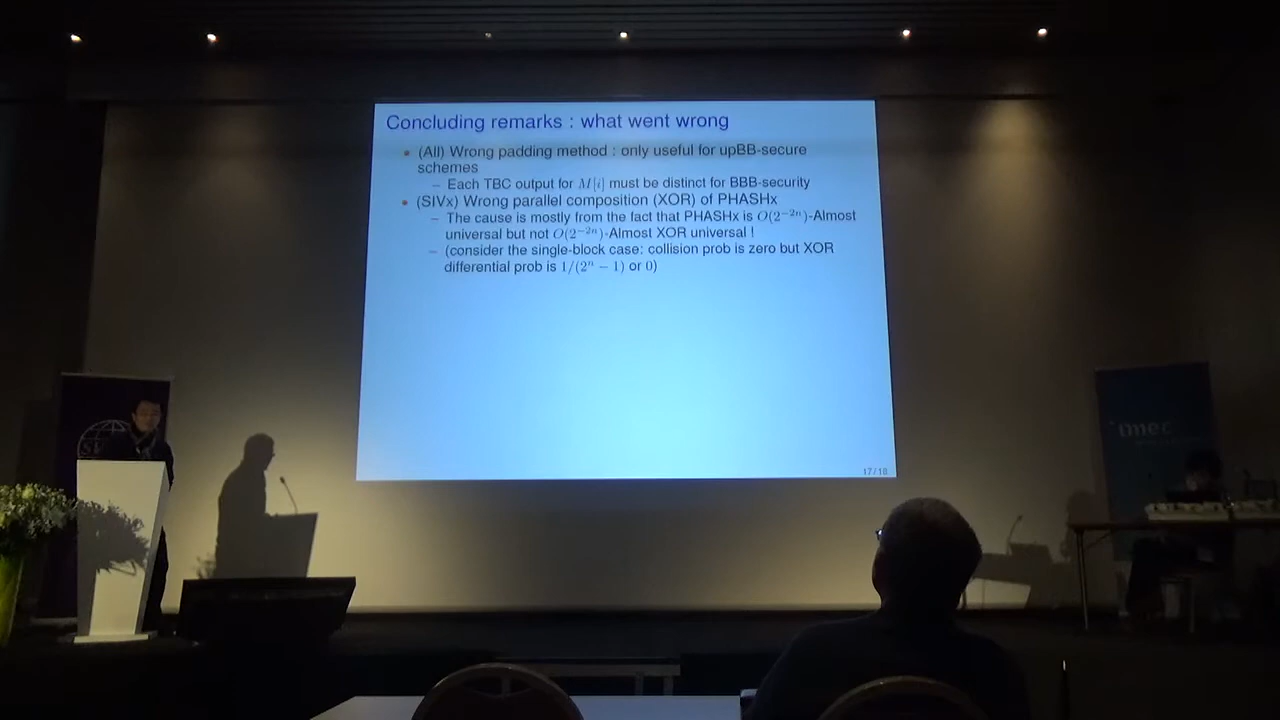 Concluding remarks : what went wrong
• (All) Wrong padding method : only useful for upBB-secure
schemes
– Each TBC output for M[i] must be distinct for BBB-security
• (SIVx) Wrong parallel composition (XOR) of PHASHx
– The cause is mostly from the fact that PHASHx is O(2⁻²ⁿ)-Almost
universal but not O(2⁻²ⁿ)-Almost XOR universal !
– (consider the single-block case: collision prob is zero but XOR
differential prob is 1/(2ⁿ − 1) or 0)
17/18
imec